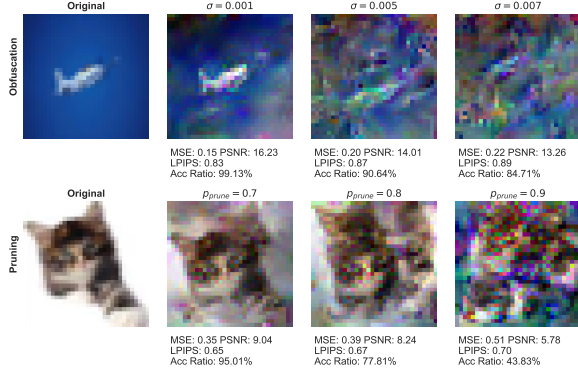 Original
σ = 0.001
σ = 0.005
σ = 0.007
Obfuscation
MSE: 0.15 PSNR: 16.23
LPIPS: 0.83
Acc Ratio: 99.13%
MSE: 0.20 PSNR: 14.01
LPIPS: 0.87
Acc Ratio: 90.64%
MSE: 0.22 PSNR: 13.26
LPIPS: 0.89
Acc Ratio: 84.71%
Original
p_prune = 0.7
p_prune = 0.8
p_prune = 0.9
Pruning
MSE: 0.35 PSNR: 9.04
LPIPS: 0.65
Acc Ratio: 95.01%
MSE: 0.39 PSNR: 8.24
LPIPS: 0.67
Acc Ratio: 77.81%
MSE: 0.51 PSNR: 5.78
LPIPS: 0.70
Acc Ratio: 43.83%